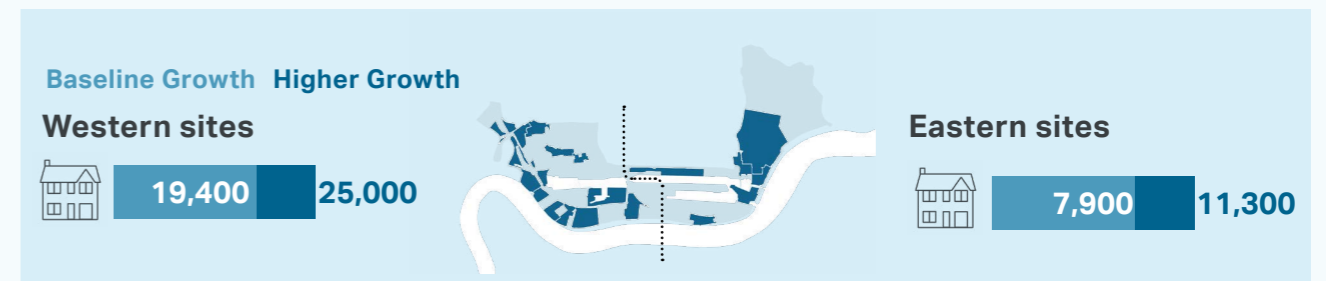 Baseline Growth Higher Growth
Western sites
19,400 25,000
Eastern sites
7,900 11,300